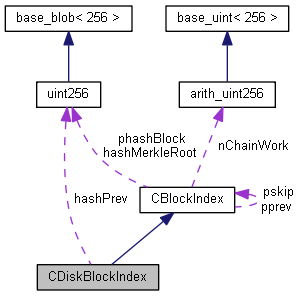 base_blob< 256 >
base_uint< 256 >
uint256
arith_uint256
phashBlock
hashMerkleRoot
nChainWork
hashPrev
CBlockIndex
pskip
pprev
CDiskBlockIndex